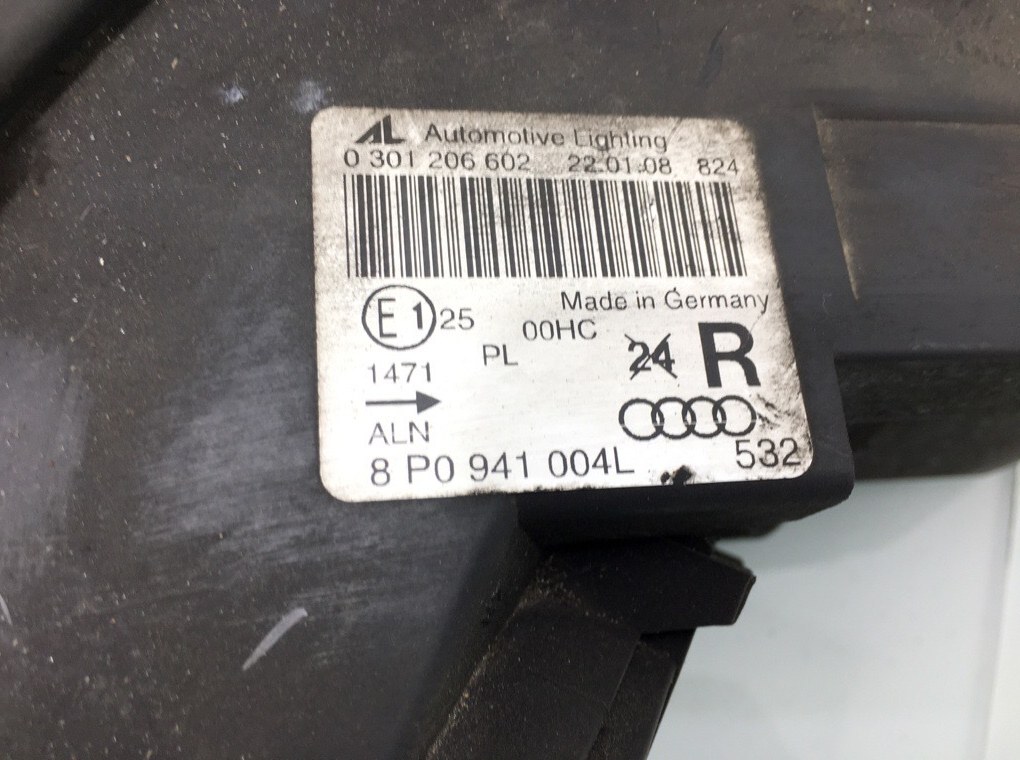 AL Automotive Lighting
0 301 206 602 22.01.08 824
Made in Germany
E1 25 00HC 24 R
PL
1471
ALN
8 P0 941 004L 532